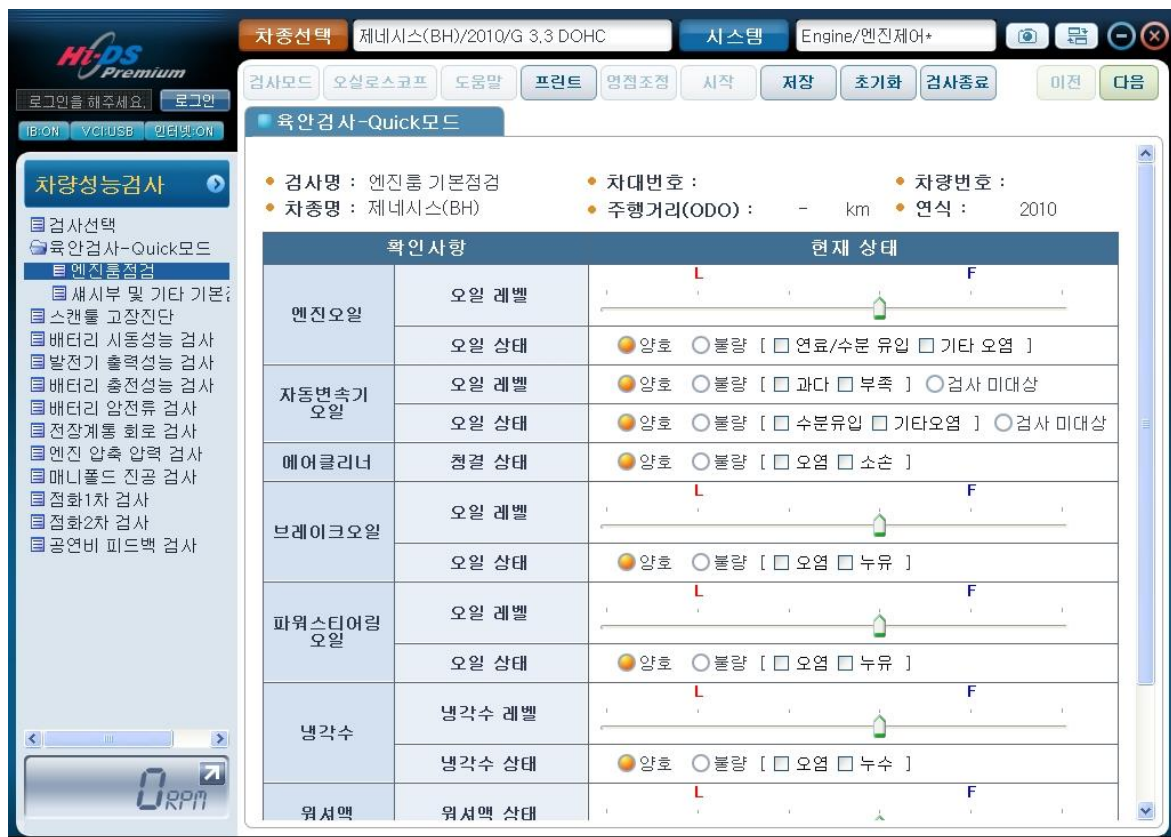 Hi-DS
Premium
차종선택 제네시스(BH)/2010/G 3,3 DOHC 시스템 Engine/엔진제어*
로그인을 해주세요, 로그인
IB:ON VCI:USB 인터넷:ON
검사모드 오실로스코프 도움말 프린트 영점조정 시작 저장 초기화 검사종료 이전 다음
육안검사-Quick모드
차량성능검사
검사선택
육안검사-Quick모드
엔진룸점검
섀시부 및 기타 기본
스캔툴 고장진단
배터리 시동성능 검사
발전기 출력성능 검사
배터리 충전성능 검사
배터리 암전류 검사
전장계통 회로 검사
엔진 압축 압력 검사
매니폴드 진공 검사
점화1차 검사
점화2차 검사
공연비 피드백 검사
0 RPM
검사명 : 엔진룸 기본점검 차대번호 : 차량번호 :
차종명 : 제네시스(BH) 주행거리(ODO) : - km 연식 : 2010
확인사항 현재 상태
엔진오일 오일 레벨 L F
오일 상태 양호 불량 [ 연료/수분 유입 기타 오염 ]
자동변속기
오일
오일 레벨 양호 불량 [ 과다 부족 ] 검사 미대상
오일 상태 양호 불량 [ 수분유입 기타오염 ] 검사 미대상
에어클리너 청결 상태 양호 불량 [ 오염 소손 ]
브레이크오일 오일 레벨 L F
오일 상태 양호 불량 [ 오염 누유 ]
파워스티어링
오일
오일 레벨 L F
오일 상태 양호 불량 [ 오염 누유 ]
냉각수 냉각수 레벨 L F
냉각수 상태 양호 불량 [ 오염 누수 ]
워셔액 워셔액 상태 L F